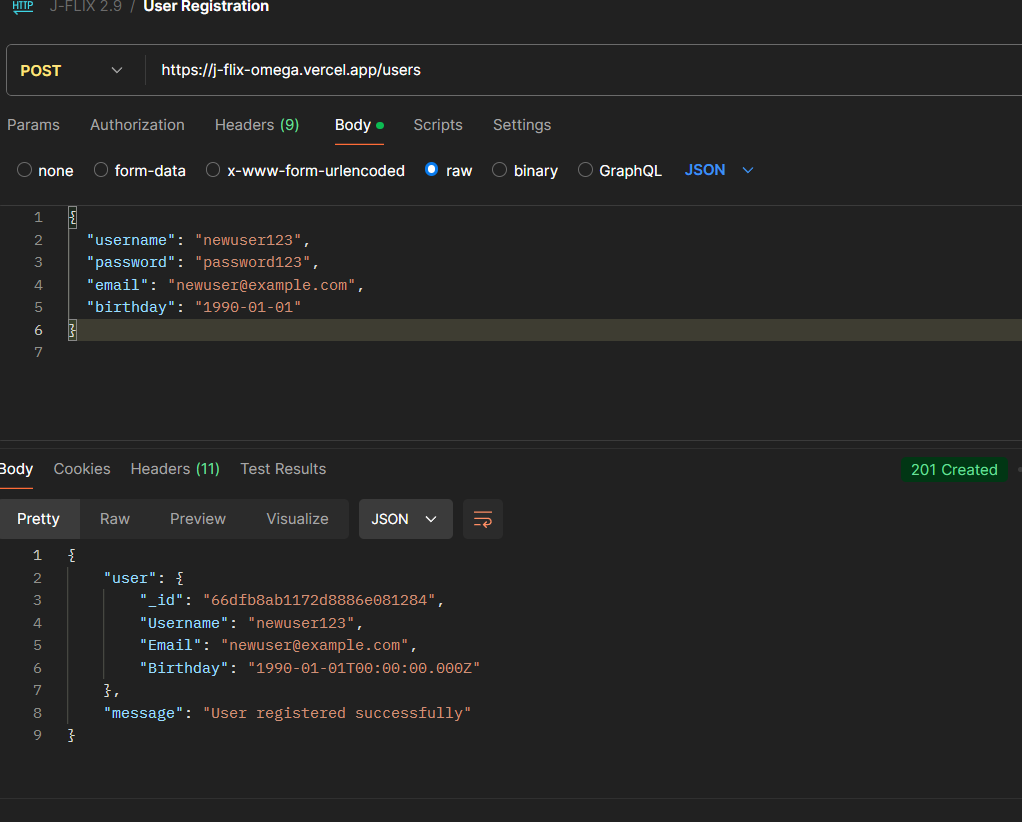 HTTP J-FLIX 2.9 / User Registration
POST https://j-flix-omega.vercel.app/users
Params Authorization Headers (9) Body Scripts Settings
none form-data x-www-form-urlencoded raw binary GraphQL JSON
1 {
2 "username": "newuser123",
3 "password": "password123",
4 "email": "newuser@example.com",
5 "birthday": "1990-01-01"
6 }
7
Body Cookies Headers (11) Test Results 201 Created
Pretty Raw Preview Visualize JSON
1 {
2 "user": {
3 "_id": "66dfb8ab1172d8886e081284",
4 "Username": "newuser123",
5 "Email": "newuser@example.com",
6 "Birthday": "1990-01-01T00:00:00.000Z"
7 },
8 "message": "User registered successfully"
9 }